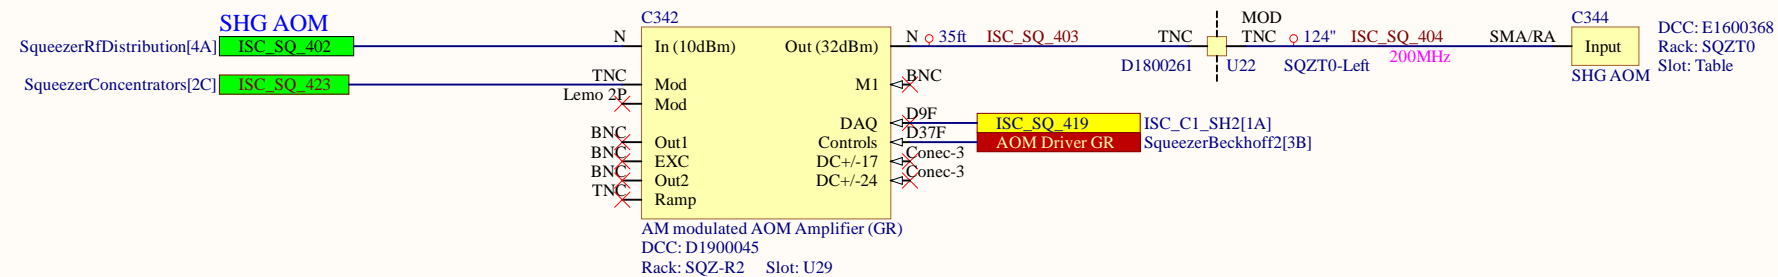 SHG AOM
SqueezerRfDistribution[4A] ISC_SQ_402 N
SqueezerConcentrators[2C] ISC_SQ_423 TNC
Lemo 2P
BNC
BNC
BNC
TNC
C342
In (10dBm) Out (32dBm)
Mod M1
Mod
DAQ
Out1 Controls
EXC DC+/-17
Out2 DC+/-24
Ramp
AM modulated AOM Amplifier (GR)
DCC: D1900045
Rack: SQZ-R2 Slot: U29
N 35ft ISC_SQ_403 TNC
BNC
D9F ISC_SQ_419 ISC_C1_SH2[1A]
D37F AOM Driver GR SqueezerBeckhoff2[3B]
Conec-3
Conec-3
MOD
TNC 124" ISC_SQ_404 SMA/RA
D1800261 U22 SQZT0-Left 200MHz
C344
Input
SHG AOM
DCC: E1600368
Rack: SQZT0
Slot: Table